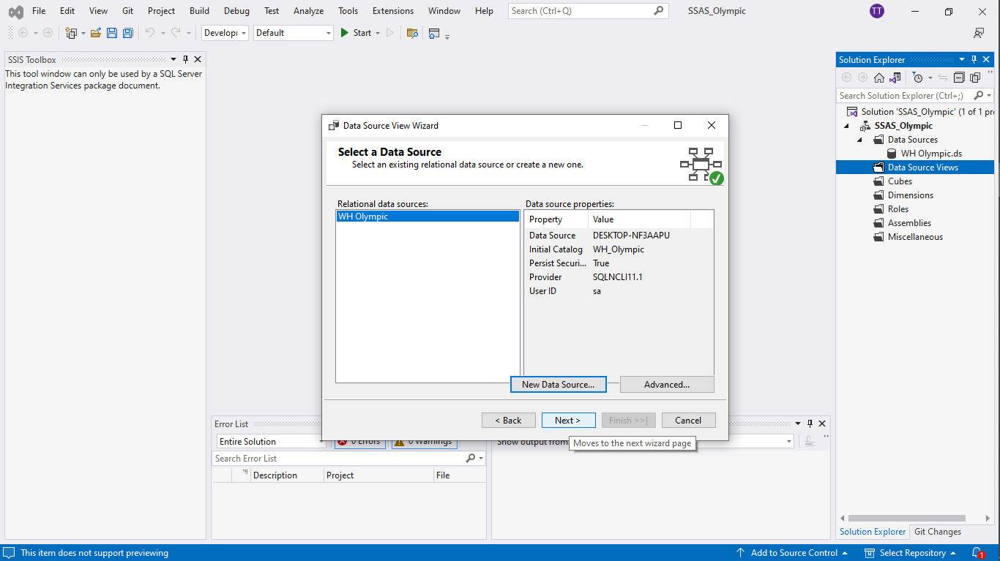 File Edit View Git Project Build Debug Test Analyze Tools Extensions Window Help Search (Ctrl+Q) SSAS_Olympic TT
Developi Default Start
SSIS Toolbox
This tool window can only be used by a SQL Server
Integration Services package document.
Data Source View Wizard
Select a Data Source
Select an existing relational data source or create a new one.
Relational data sources:
WH Olympic
Data source properties:
Property Value
Data Source DESKTOP-NF3AAPU
Initial Catalog WH_Olympic
Persist Securi... True
Provider SQLNCLI11.1
User ID sa
New Data Source... Advanced...
< Back Next > Finish >>| Cancel
Moves to the next wizard page
Error List
Entire Solution 0 Errors 0 Warnings
Search Error List
Description Project File
Show output from
Solution Explorer
Search Solution Explorer (Ctrl+;)
Solution 'SSAS_Olympic' (1 of 1 pr
SSAS_Olympic
Data Sources
WH Olympic.ds
Data Source Views
Cubes
Dimensions
Roles
Assemblies
Miscellaneous
Solution Explorer Git Changes
This item does not support previewing Add to Source Control Select Repository 1